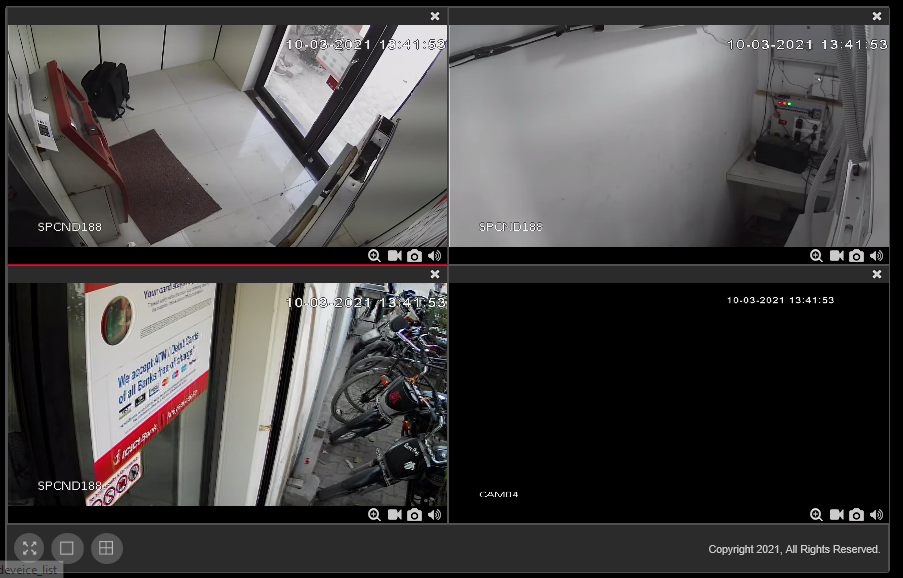 10-03-2021 13:41:53
SPCND188
10-03-2021 13:41:53
SPCND188
10-03-2021 13:41:53
We accept ATM / Debit Cards
of all Banks free of charge*
ICICI Bank
SPCND188
10-03-2021 13:41:53
CAM04
Copyright 2021, All Rights Reserved.
deveice_list